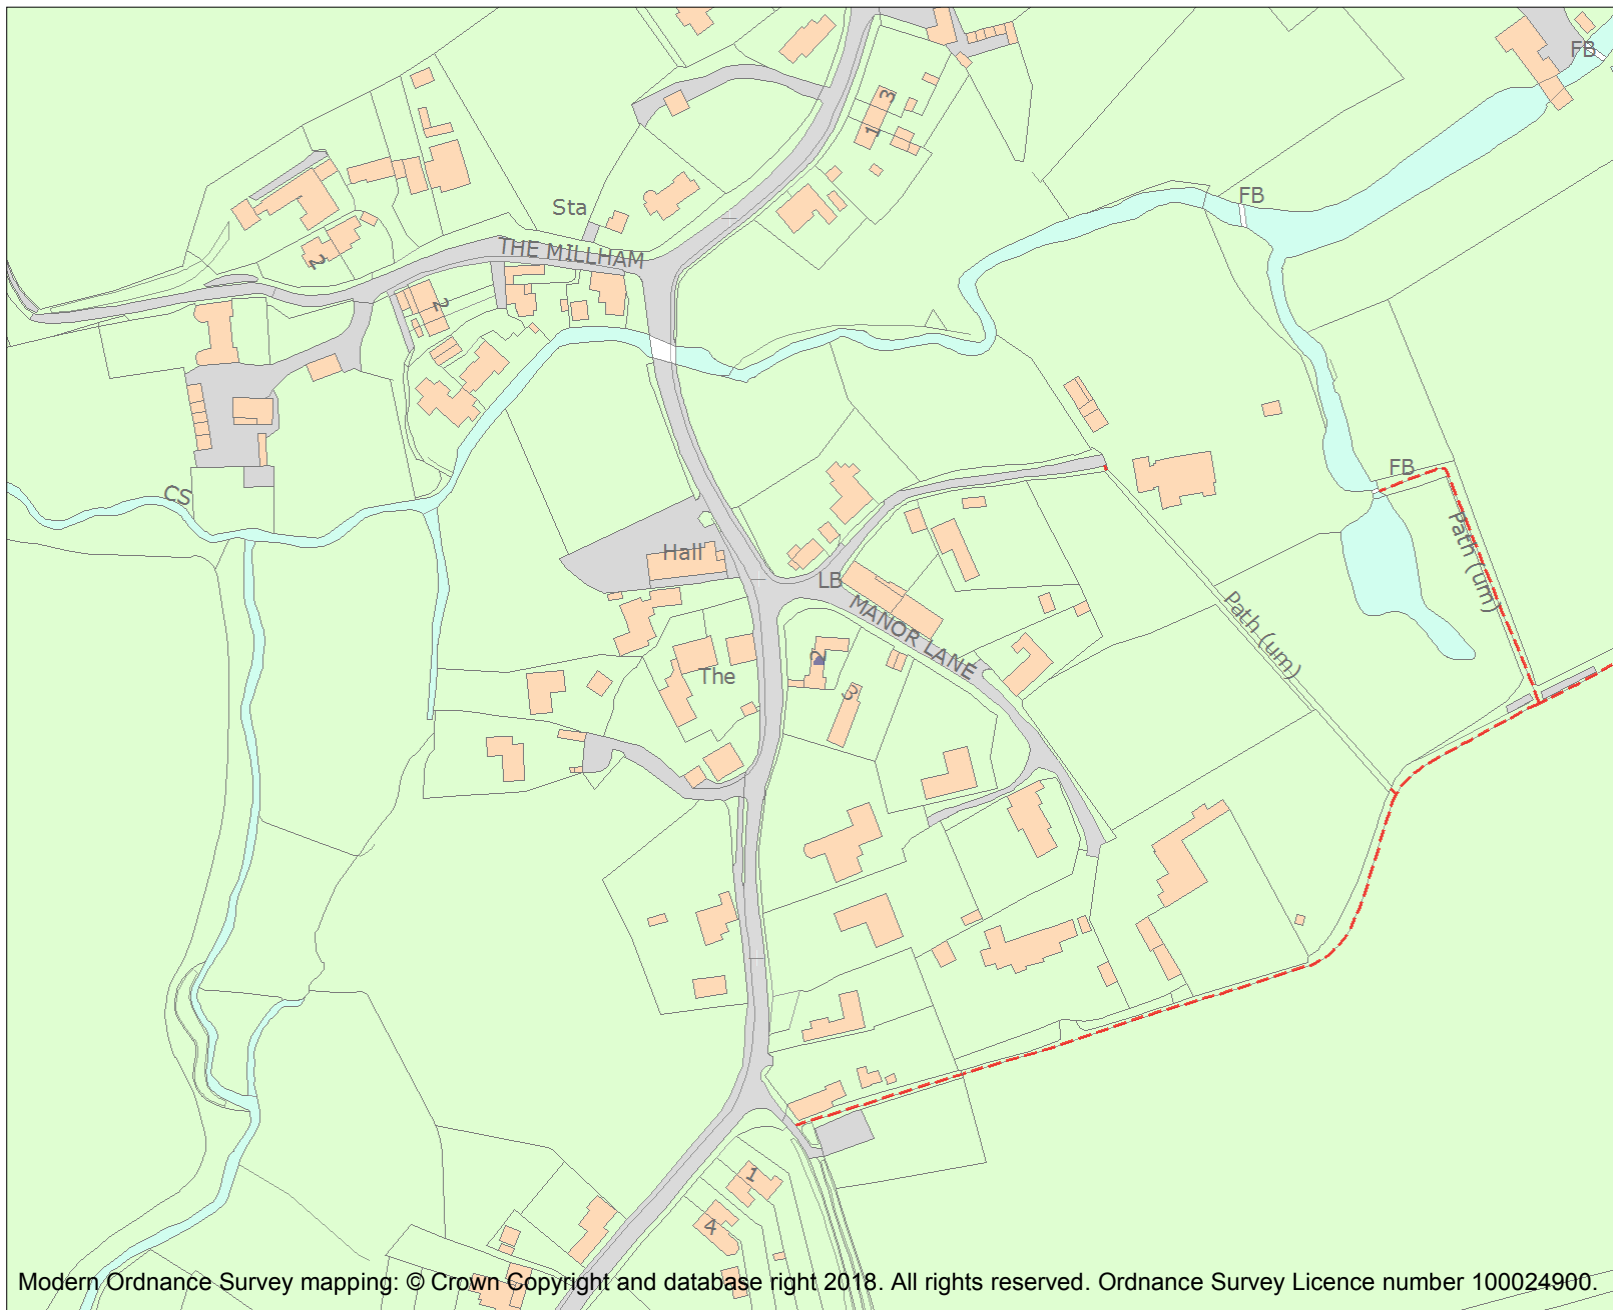 FB
3
1
FB
Sta
THE MILLHAM
2
2
FB
CS
Path (um)
Hall
LB
MANOR LANE
Path (um)
2
The
3
1
4
Modern Ordnance Survey mapping: © Crown Copyright and database right 2018. All rights reserved. Ordnance Survey Licence number 100024900.